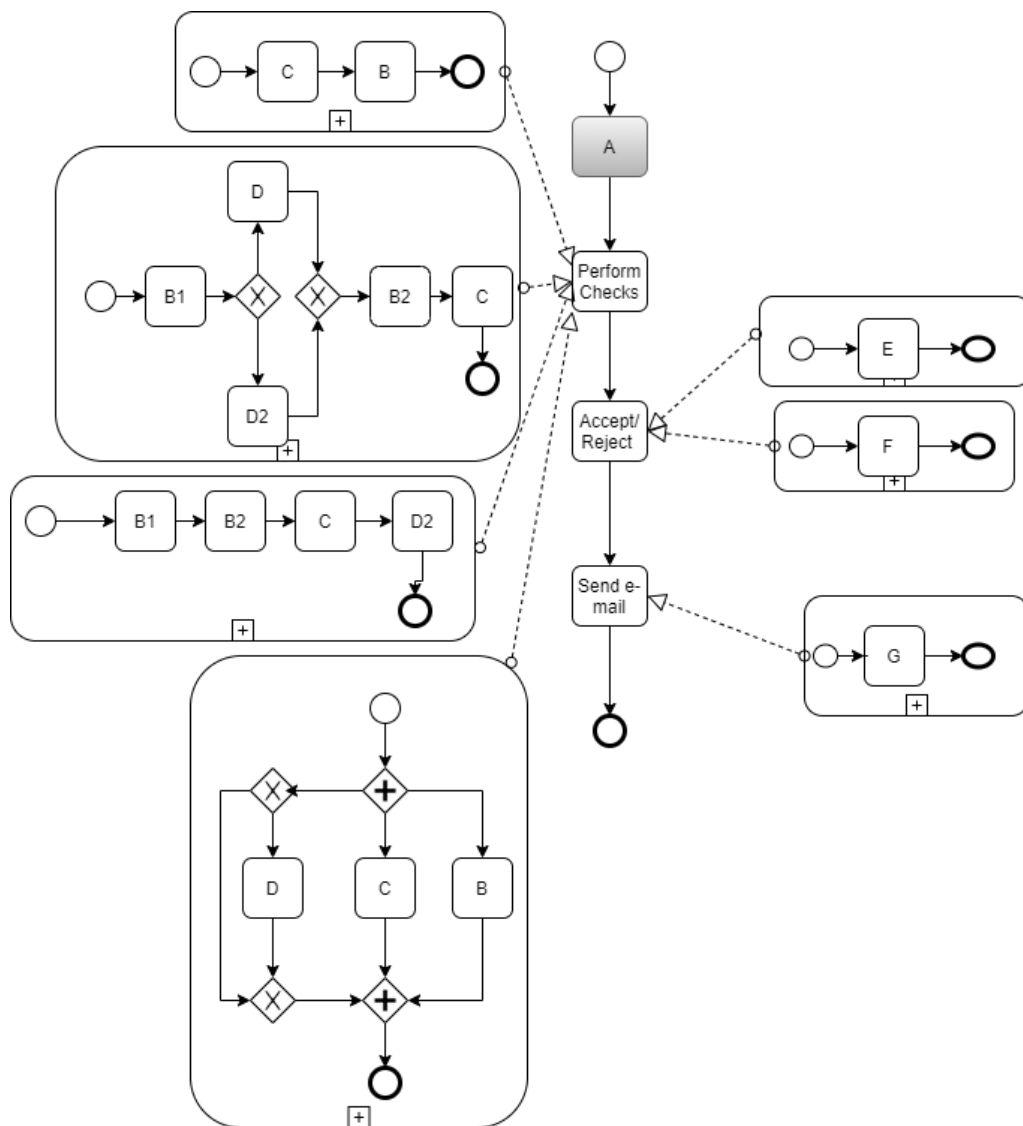 C
B
A
D
Perform
Checks
X
X
B1
B2
C
E
D2
Accept/
Reject
F
B1
B2
C
D2
Send e-
mail
G
X
D
C
B
X